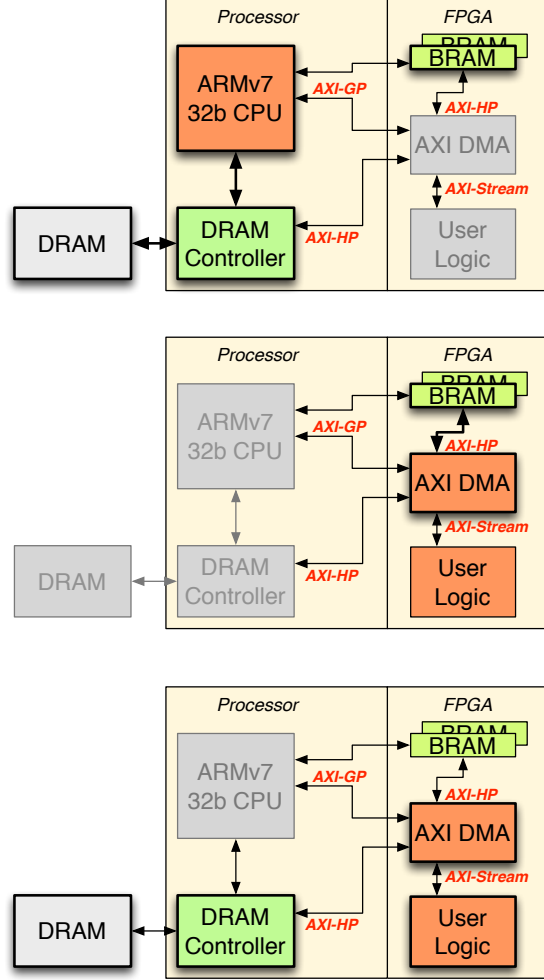 Processor
FPGA
BRAM
BRAM
ARMv7
32b CPU
AXI-GP
AXI-HP
AXI DMA
AXI-Stream
DRAM
DRAM
Controller
AXI-HP
User
Logic
Processor
FPGA
BRAM
BRAM
ARMv7
32b CPU
AXI-GP
AXI-HP
AXI DMA
AXI-Stream
DRAM
DRAM
Controller
AXI-HP
User
Logic
Processor
FPGA
BRAM
BRAM
ARMv7
32b CPU
AXI-GP
AXI-HP
AXI DMA
AXI-Stream
DRAM
DRAM
Controller
AXI-HP
User
Logic